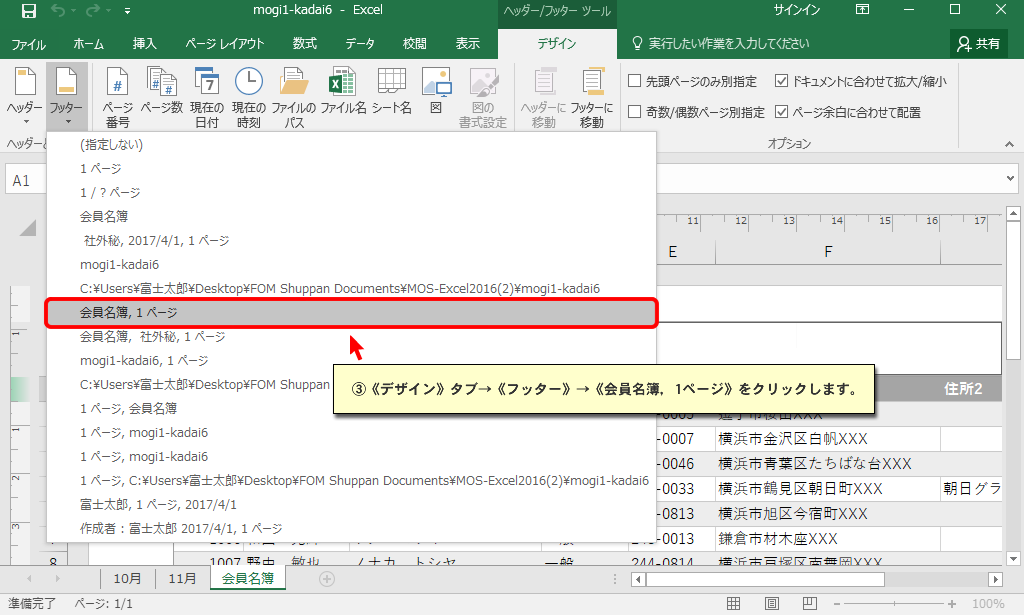 mogi1-kadai6 - Excel
ヘッダー/フッター ツール
サインイン
ファイル ホーム 挿入 ページ レイアウト 数式 データ 校閲 表示 デザイン 実行したい作業を入力してください 共有
ヘッダー フッター ページ番号 ページ数 現在の日付 現在の時刻 ファイルのパス ファイル名 シート名 図 図の書式設定 ヘッダーに移動 フッターに移動
先頭ページのみ別指定 ドキュメントに合わせて拡大/縮小
奇数/偶数ページ別指定 ページ余白に合わせて配置
オプション
A1
(指定しない)
1 ページ
1 / ? ページ
会員名簿
社外秘, 2017/4/1, 1 ページ
mogi1-kadai6
C:¥Users¥富士太郎¥Desktop¥FOM Shuppan Documents¥MOS-Excel2016(2)¥mogi1-kadai6
会員名簿, 1 ページ
会員名簿, 社外秘, 1 ページ
mogi1-kadai6, 1 ページ
C:¥Users¥富士太郎¥Desktop¥FOM Shuppan
1 ページ, 会員名簿
1 ページ, mogi1-kadai6
1 ページ, mogi1-kadai6
1 ページ, C:¥Users¥富士太郎¥Desktop¥FOM Shuppan Documents¥MOS-Excel2016(2)¥mogi1-kadai6
富士太郎, 1 ページ, 2017/4/1
作成者 : 富士太郎 2017/4/1, 1 ページ
③《デザイン》タブ→《フッター》→《会員名簿, 1ページ》をクリックします。
11 12 13 14 15 16 17
E F
住所2
-0007 横浜市金沢区白帆XXX
-0046 横浜市青葉区たちばな台XXX
-0033 横浜市鶴見区朝日町XXX 朝日グラ
-0813 横浜市旭区今宿町XXX
-0013 鎌倉市材木座XXX
8 1007 野田 敏也 ノナカ トシヤ 一般 244-0814 横浜市戸塚区南舞岡XXX
1
1
2
3
10月 11月 会員名簿
準備完了 ページ: 1/1
100%